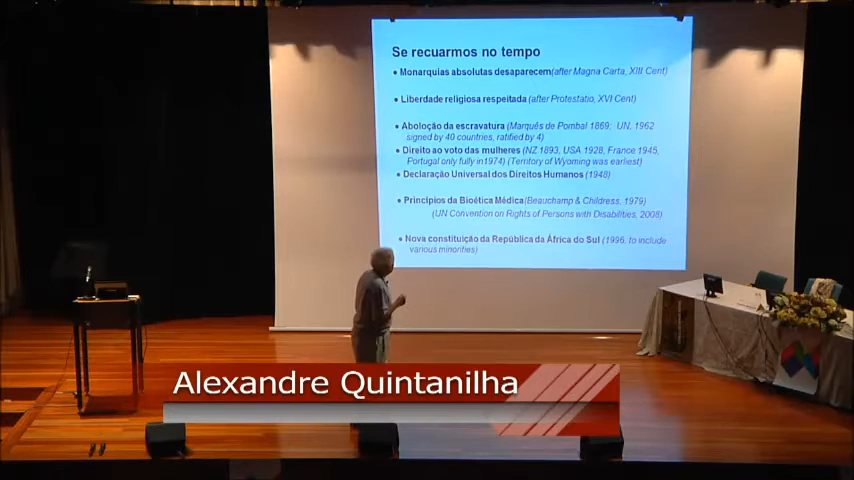 Se recuarmos no tempo
• Monarquias absolutas desaparecem(after Magna Carta, XIII Cent)
• Liberdade religiosa respeitada (after Protestatio, XVI Cent)
• Aboloção da escravatura (Marquês de Pombal 1869; UN, 1962
signed by 40 countries, ratified by 4)
• Direito ao voto das mulheres (NZ 1893, USA 1928, France 1945,
Portugal only fully in 1974) (Territory of Wyoming was earliest)
• Declaração Universal dos Direitos Humanos (1948)
• Princípios da Bioética Médica(Beauchamp & Childress, 1979)
(UN Convention on Rights of Persons with Disabilities, 2008)
• Nova constituição da República da África do Sul (1996, to include
various minorities)
Alexandre Quintanilha